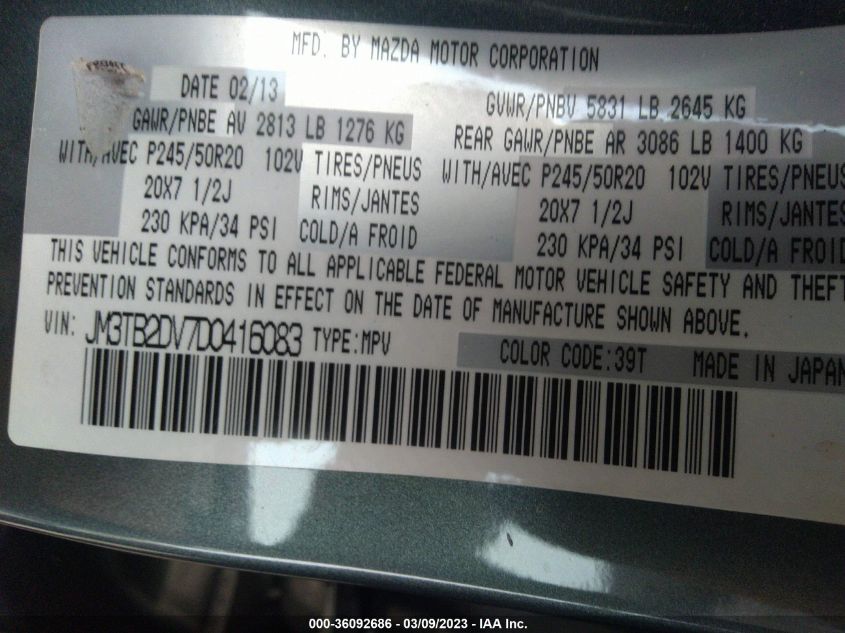 MFD. BY MAZDA MOTOR CORPORATION
FRONT
DATE 02/13
GVWR/PNBV 5831 LB 2645 KG
GAWR/PNBE AV 2813 LB 1276 KG
REAR GAWR/PNBE AR 3086 LB 1400 KG
WITH/AVEC P245/50R20 102V TIRES/PNEUS
WITH/AVEC P245/50R20 102V TIRES/PNEUS
20X7 1/2J RIMS/JANTES
20X7 1/2J RIMS/JANTES
230 KPA/34 PSI COLD/A FROID
230 KPA/34 PSI COLD/A FROID
THIS VEHICLE CONFORMS TO ALL APPLICABLE FEDERAL MOTOR VEHICLE SAFETY AND THEFT
PREVENTION STANDARDS IN EFFECT ON THE DATE OF MANUFACTURE SHOWN ABOVE.
VIN: JM3TB2DV7D0416083 TYPE:MPV
COLOR CODE:39T MADE IN JAPAN
000-36092686 - 03/09/2023 - IAA Inc.